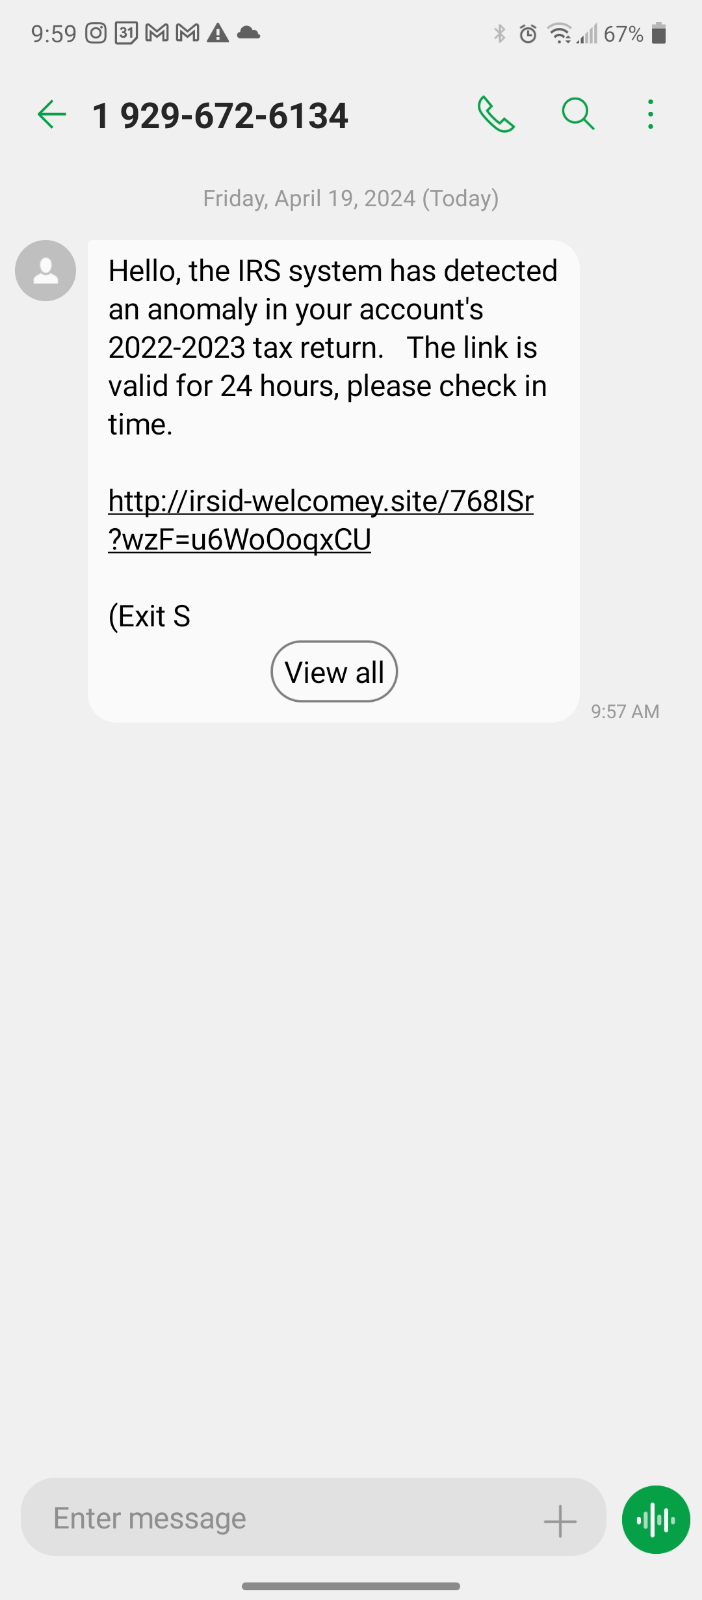 9:59 31 67%
1 929-672-6134
Friday, April 19, 2024 (Today)
Hello, the IRS system has detected
an anomaly in your account's
2022-2023 tax return.   The link is
valid for 24 hours, please check in
time.
http://irsid-welcomey.site/768ISr
?wzF=u6WoOoqxCU
(Exit S
View all
9:57 AM
Enter message